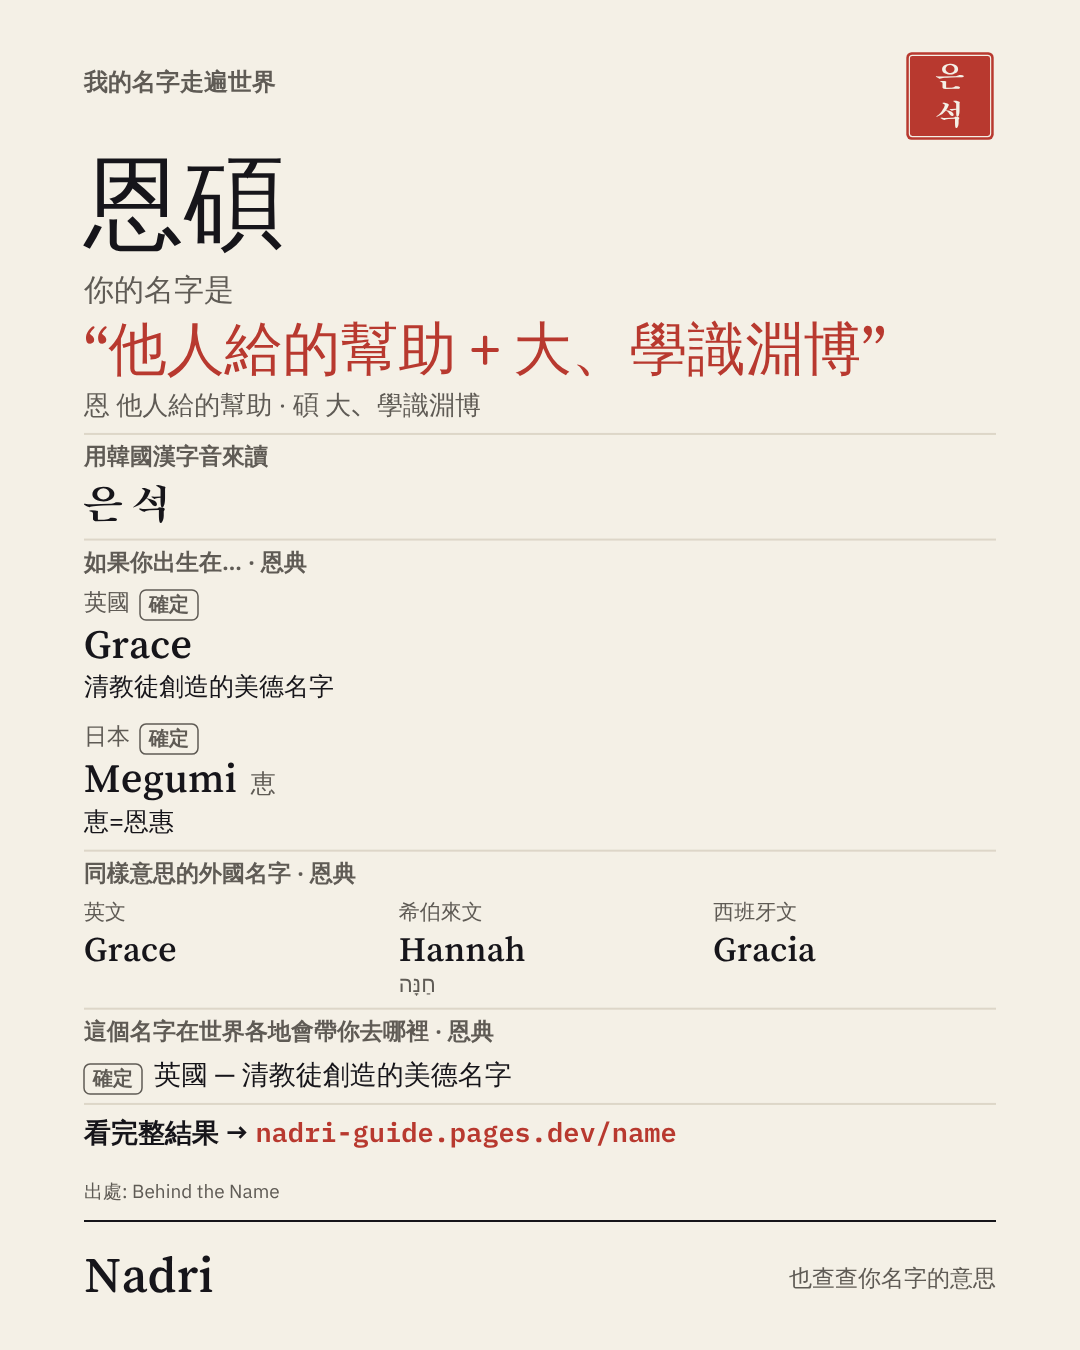 我的名字走遍世界
은
석
恩碩
你的名字是
“他人給的幫助 + 大、學識淵博”
恩 他人給的幫助 · 碩 大、學識淵博
用韓國漢字音來讀
은 석
如果你出生在... · 恩典
英國 確定
Grace
清教徒創造的美德名字
日本 確定
Megumi 恵
恵=恩惠
同樣意思的外國名字 · 恩典
英文 希伯來文 西班牙文
Grace Hannah Gracia
חַנָּה
這個名字在世界各地會帶你去哪裡 · 恩典
確定 英國 — 清教徒創造的美德名字
看完整結果 → nadri-guide.pages.dev/name
出處: Behind the Name
Nadri 也查查你名字的意思